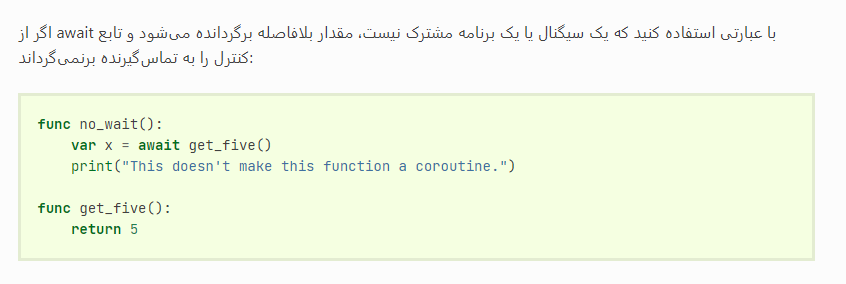 اگر از await با عبارتی استفاده کنید که یک سیگنال یا یک برنامه مشترک نیست، مقدار بلافاصله برگردانده می‌شود و تابع
کنترل را به تماس‌گیرنده برنمی‌گرداند:
func no_wait():
    var x = await get_five()
    print("This doesn't make this function a coroutine.")

func get_five():
    return 5